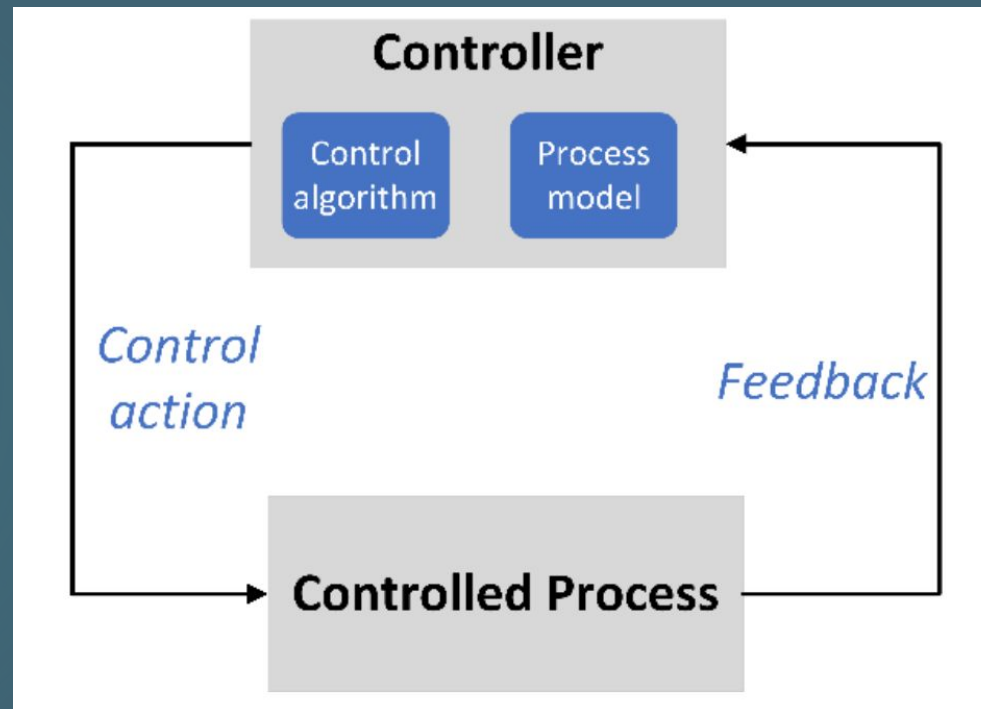 Controller
Control
algorithm
Process
model
Control
action
Feedback
Controlled Process